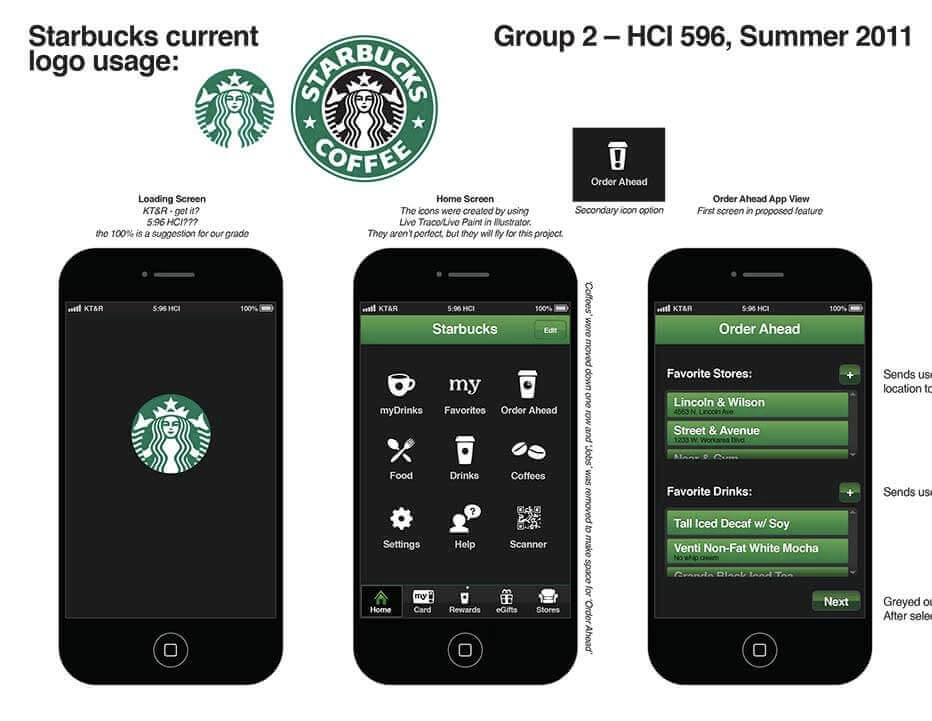 Starbucks current
logo usage:
Group 2 – HCI 596, Summer 2011
STARBUCKS
COFFEE
Order Ahead
Secondary icon option
Loading Screen
KT&R - get it?
5:96 HCI???
the 100% is a suggestion for our grade
Home Screen
The icons were created by using
Live Trace/Live Paint in Illustrator.
They aren't perfect, but they will fly for this project.
Order Ahead App View
First screen in proposed feature
KT&R 5:96 HCI 100%
KT&R 5:96 HCI 100%
Starbucks Edit
my
myDrinks Favorites Order Ahead
Food Drinks Coffees
Settings Help Scanner
my
Home Card Rewards eGifts Stores
'Coffees' were moved down one row and 'Jobs' was removed to make space for 'Order Ahead'
KT&R 5:96 HCI 100%
Order Ahead
Favorite Stores: +
Lincoln & Wilson
4553 N. Lincoln Ave
Street & Avenue
1233 W. Workarea Blvd
Near & Gym
Favorite Drinks: +
Tall Iced Decaf w/ Soy
Venti Non-Fat White Mocha
No whip cream
Grande Black Iced Tea
Next
Sends use
location to
Sends use
Greyed ou
After selec